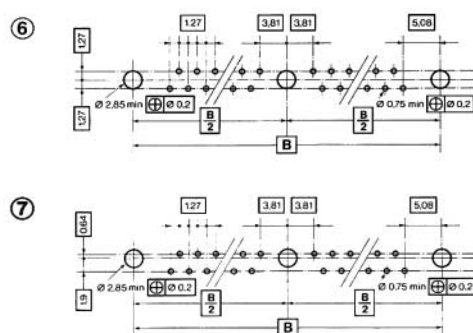 6
1.27
3,81
3,81
5,08
1,27
1,27
Ø 2,85 min
⌖ Ø 0,2
B
2
Ø 0,75 min
⌖ Ø 0,2
B
2
B
7
1.27
3,81
3,81
5,08
0,64
1,9
Ø 2,85 min
⌖ Ø 0,2
B
2
Ø 0,75 min
⌖ Ø 0,2
B
2
B